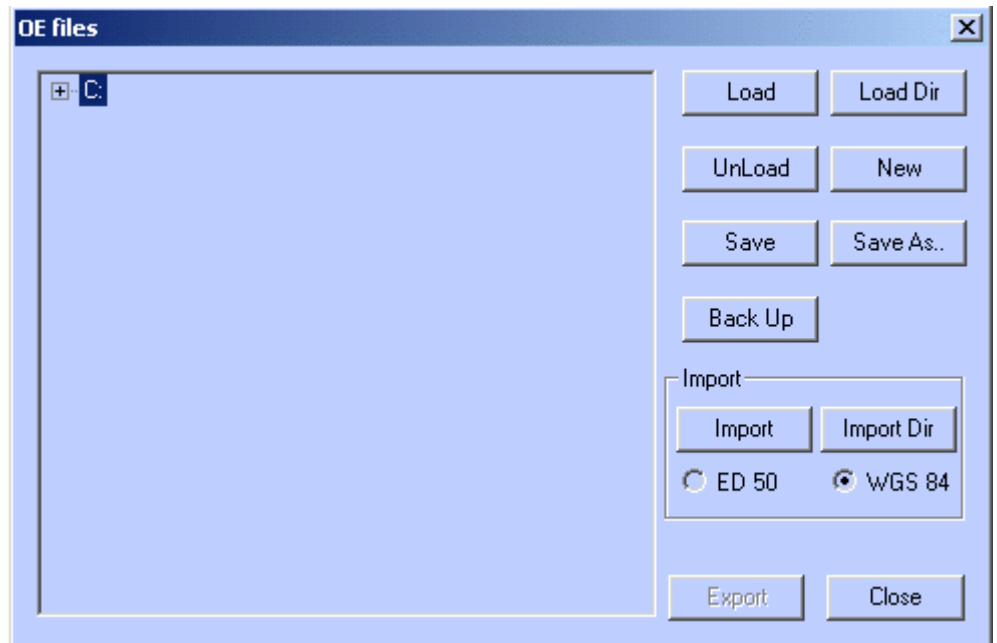 OE files
C:
Load Load Dir
UnLoad New
Save Save As..
Back Up
Import
Import Import Dir
ED 50 WGS 84
Export Close